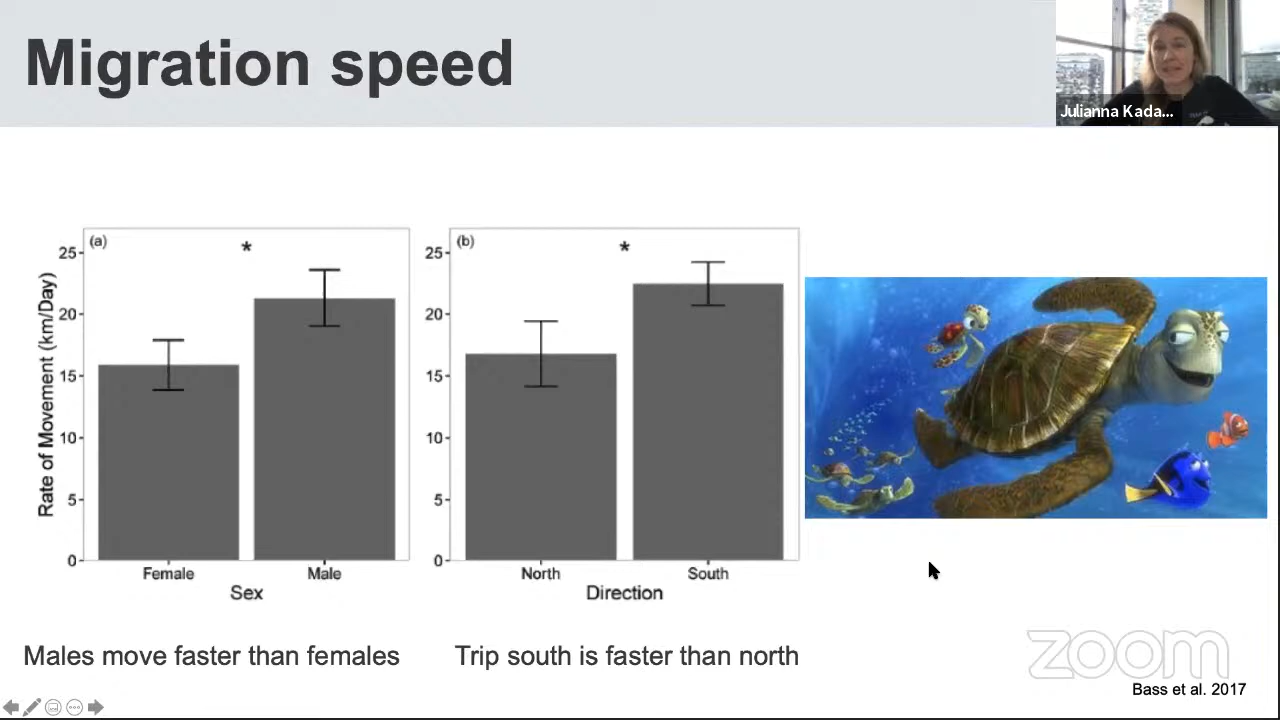 Migration speed
Julianna Kada...
(a)
*
25
20
15
10
5
0
Rate of Movement (km/Day)
Female
Male
Sex
(b)
*
25
20
15
10
5
0
North
South
Direction
Males move faster than females
Trip south is faster than north
zoom
Bass et al. 2017